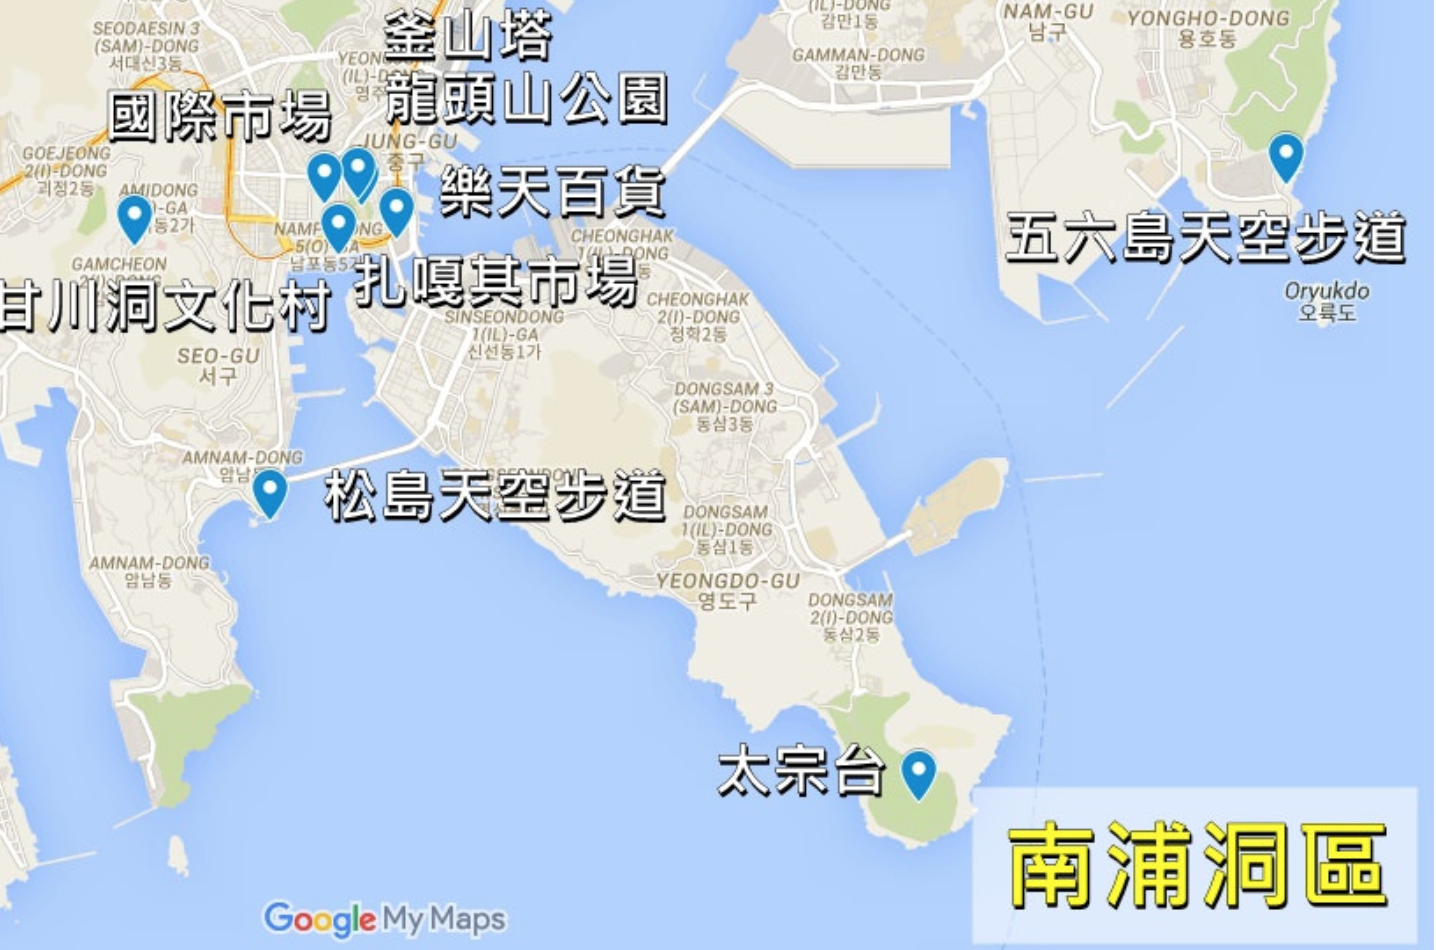 釜山塔
龍頭山公園
國際市場
樂天百貨
扎嘎其市場
甘川洞文化村
五六島天空步道
松島天空步道
太宗台
南浦洞區
SEODAESIN 3
(SAM)-DONG
서대신3동
GOEJEONG
2(I)-DONG
괴정2동
AMIDONG
GAMCHEON
JUNG-GU
중구
(IL)-DONG
감만1동
GAMMAN-DONG
감만동
NAM-GU
남구
YONGHO-DONG
용호동
Oryukdo
오륙도
CHEONGHAK
CHEONGHAK
2(I)-DONG
청학2동
SINSEONDONG
1(IL)-GA
신선동1가
SEO-GU
서구
DONGSAM 3
(SAM)-DONG
동삼3동
AMNAM-DONG
AMNAM-DONG
암남동
DONGSAM
1(IL)-DONG
동삼1동
YEONGDO-GU
영도구
DONGSAM
2(I)-DONG
동삼2동
Google My Maps